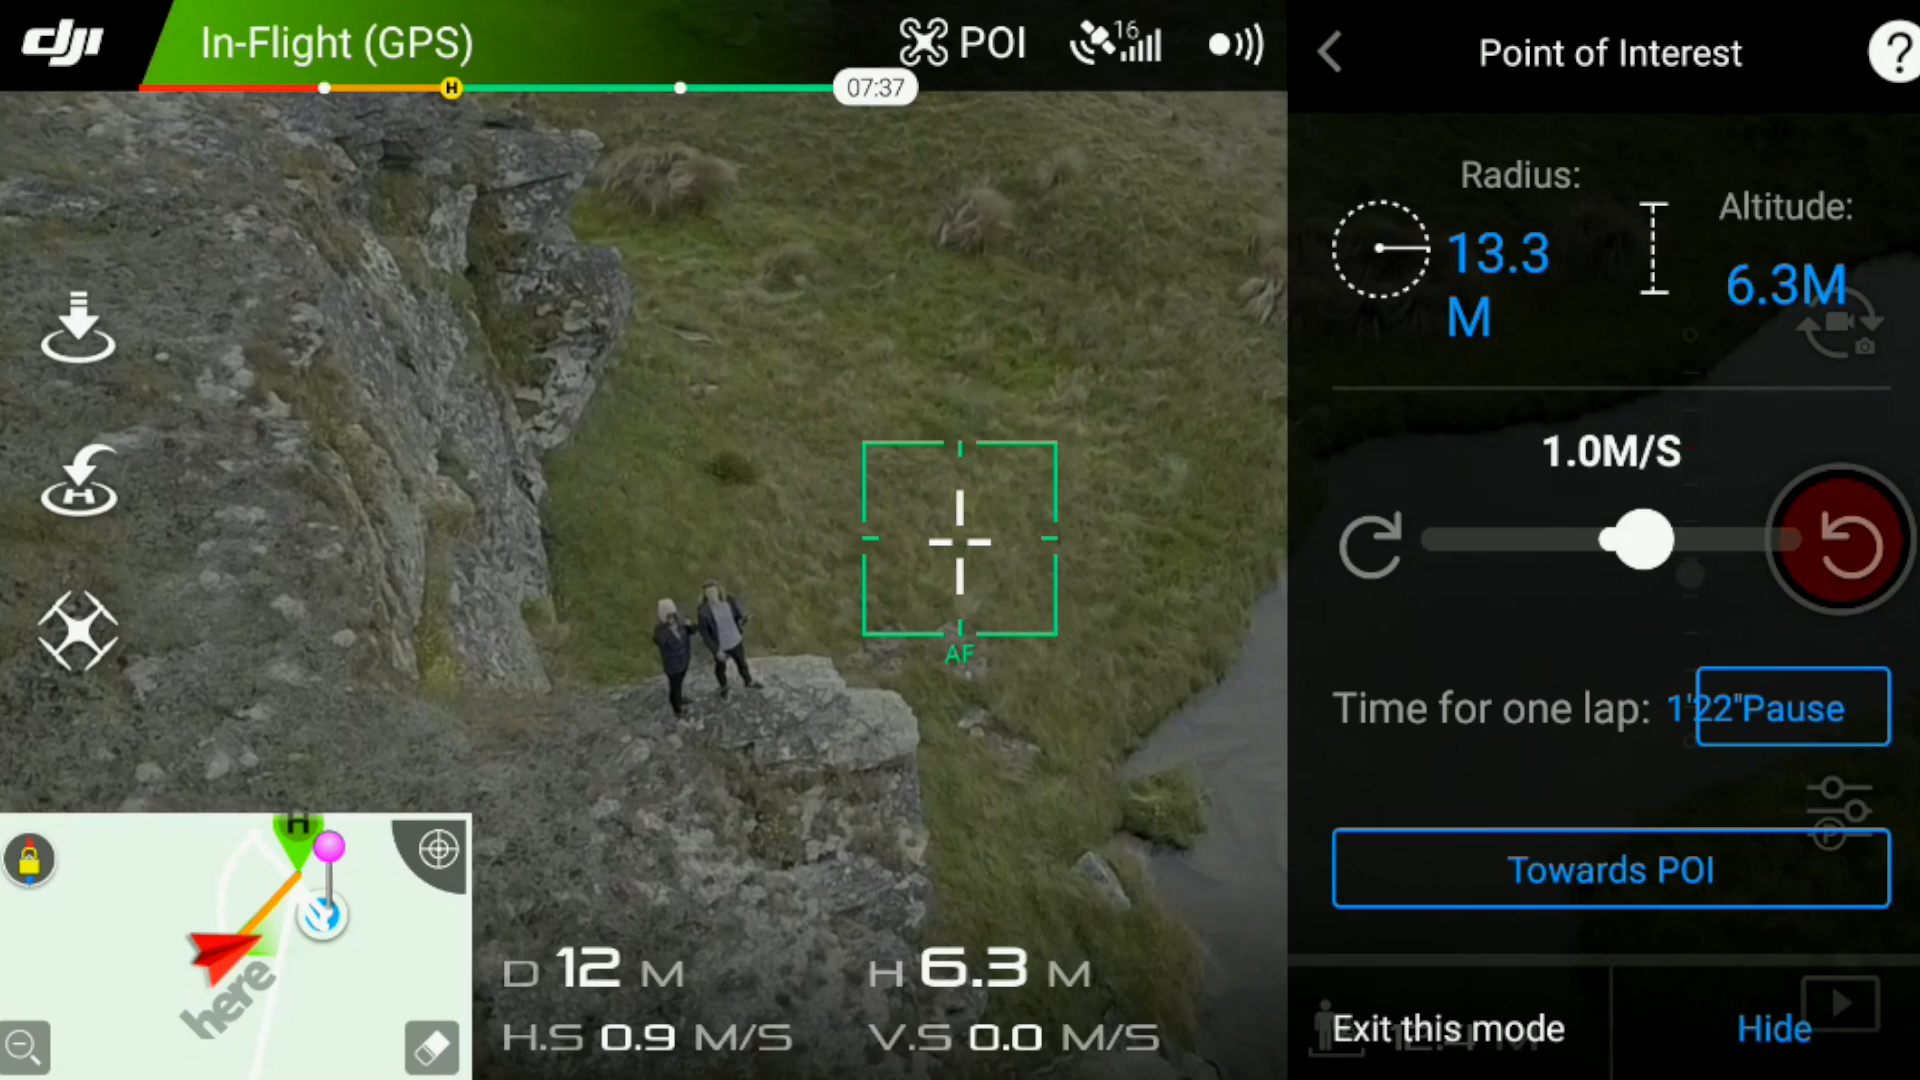 dji
In-Flight (GPS)
POI
16
H
07:37
Point of Interest
?
Radius:
13.3
M
Altitude:
6.3M
1.0M/S
AF
Time for one lap: 1'22"Pause
Towards POI
H
here
D 12 M
H 6.3 M
H.S 0.9 M/S
V.S 0.0 M/S
Exit this mode
Hide